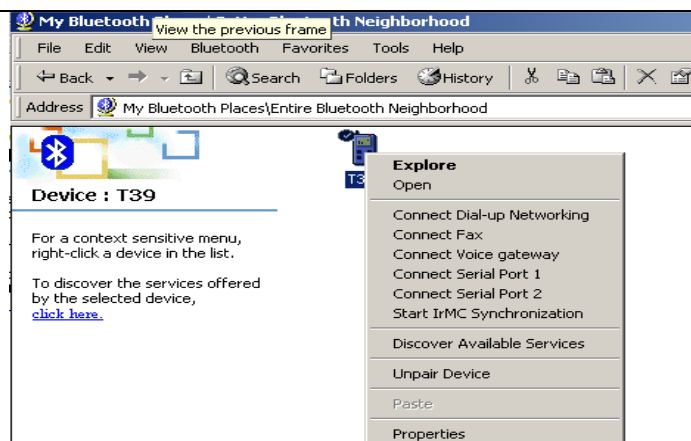 My Bluetooth
View the previous frame
th Neighborhood
File Edit View Bluetooth Favorites Tools Help
Back Search Folders History
Address My Bluetooth Places\Entire Bluetooth Neighborhood
T3
Device : T39
For a context sensitive menu,
right-click a device in the list.
To discover the services offered
by the selected device,
click here.
Explore
Open
Connect Dial-up Networking
Connect Fax
Connect Voice gateway
Connect Serial Port 1
Connect Serial Port 2
Start IrMC Synchronization
Discover Available Services
Unpair Device
Paste
Properties